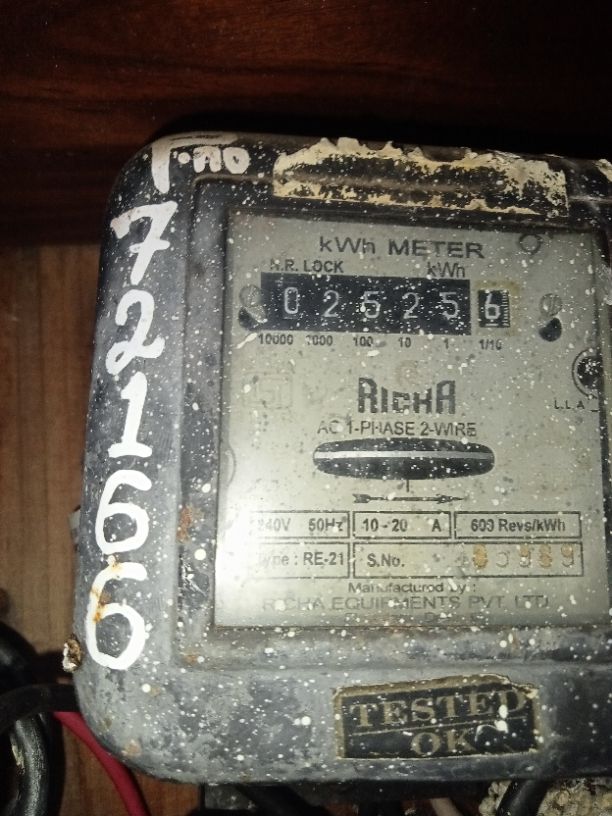 P.no
72166
kWh METER
N.R. LOCK kWh
0 2 5 2 5 6
10000 1000 100 10 1 1/10
RICHA
L.L.A.
AC 1-PHASE 2-WIRE
240V 50Hz 10 - 20 A 600 Revs/kWh
Type : RE-21 S.No.
Manufactured by :
RICHA EQUIPMENTS PVT. LTD.
TESTED
OK